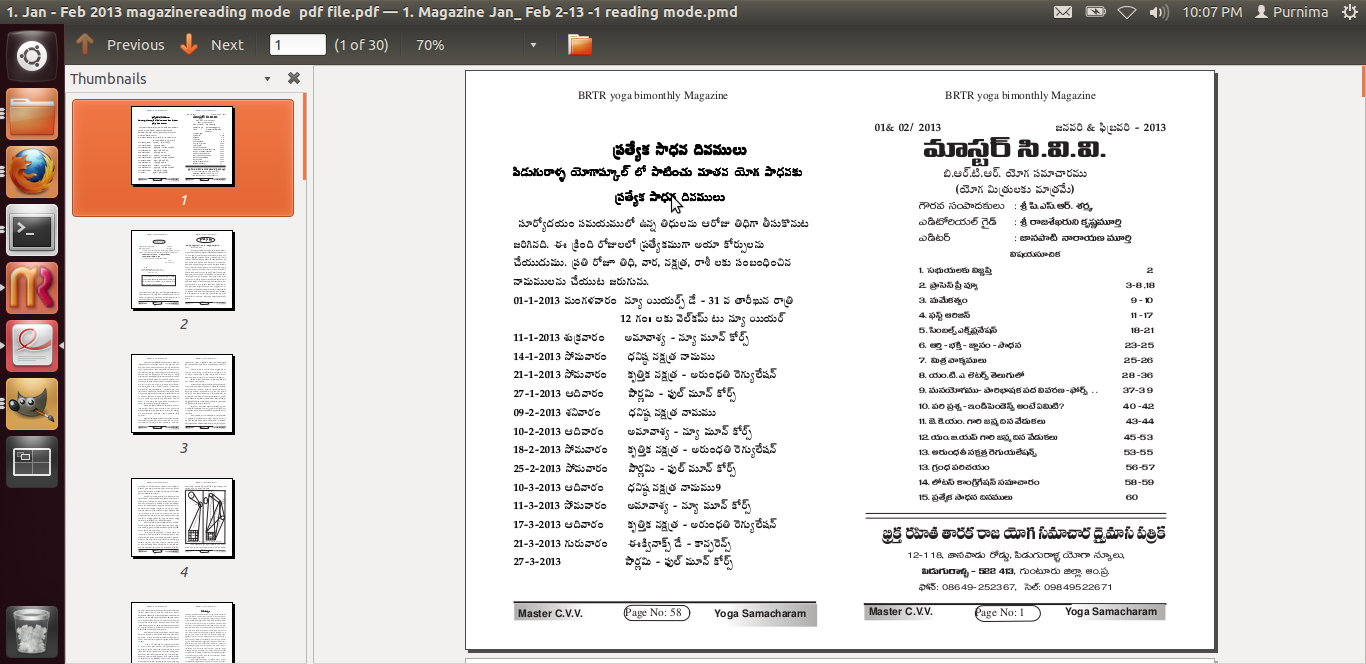 1. Jan - Feb 2013 magazinereading mode  pdf file.pdf — 1. Magazine Jan_ Feb 2-13 -1 reading mode.pmd
10:07 PM Purnima
Previous Next 1 (1 of 30) 70%
Thumbnails
1
2
3
4
BRTR yoga bimonthly Magazine
ప్రత్యేక సాధన దివములు
పిడుగురాళ్ళ యోగాస్కూల్ లో పాటించు మాతవ యోగ సాధవకు
ప్రత్యేక సాధన దివములు
సూర్యోదయం సమయములో ఉన్న తిధులను ఆరోజు తిధిగా తీసుకొనుట
జరిగినది. ఈ క్రింది రోజులలో ప్రత్యేకముగా ఆయా కోర్పులను
చేయుదుము. ప్రతి రోజూ తిధి, వార, నక్షత్ర, రాశి లకు సంబంధించిన
నామములను చేయుట జరుగును.
01-1-2013 మంగళవారం న్యూ యియర్స్ డే - 31 వ తారీఖున రాత్రి
12 గం॥ లకు వెల్‌కమ్ టు న్యూ యియర్
11-1-2013 శుక్రవారం అమావాశ్య - న్యూ మూన్ కోర్స్
14-1-2013 సోమవారం ధనిష్ఠ నక్షత్ర నామము
21-1-2013 సోమవారం కృత్తిక నక్షత్ర - అరుంధతి రెగ్యులేషన్
27-1-2013 ఆదివారం పౌర్ణమి - ఫుల్ మూన్ కోర్స్
09-2-2013 శనివారం ధనిష్ఠ నక్షత్ర నామము
10-2-2013 ఆదివారం అమావాశ్య - న్యూ మూన్ కోర్స్
18-2-2013 సోమవారం కృత్తిక నక్షత్ర - అరుంధతి రెగ్యులేషన్
25-2-2013 సోమవారం పౌర్ణమి - ఫుల్ మూన్ కోర్స్
10-3-2013 ఆదివారం ధనిష్ఠ నక్షత్ర నామము9
11-3-2013 సోమవారం అమావాశ్య - న్యూ మూన్ కోర్స్
17-3-2013 ఆదివారం కృత్తిక నక్షత్ర - అరుంధతి రెగ్యులేషన్
21-3-2013 గురువారం ఈక్వినాక్స్ డే - కాన్ఫరెన్స్
27-3-2013 పౌర్ణమి - ఫుల్ మూన్ కోర్స్
Master C.V.V. Page No: 58 Yoga Samacharam
BRTR yoga bimonthly Magazine
01& 02/ 2013 జనవరి & ఫిబ్రవరి - 2013
మాస్టర్ సి.వి.వి.
బి.ఆర్.టి.ఆర్. యోగ సమాచారము
(యోగ మిత్రులకు మాత్రమే)
గౌరవ సంపాదకులు : శ్రీ పి.ఎస్.ఆర్. శర్మ
ఎడిటోరియల్ గైడ్ : శ్రీ రాజశేఖరుని కృష్ణమూర్తి
ఎడిటర్ : జానపాటి నారాయణ మూర్తి
విషయసూచిక
1. సభ్యులకు విజ్ఞప్తి 2
2. ప్రాసెస్ ప్రీ వ్యూ 3-8,18
3. మమేకత్వం 9 - 10
4. ఫస్ట్ ఆరిజన్ 11 - 17
5. సింబల్స్ ఎక్స్‌ప్లనేషన్ 18-21
6. ఆర్తి - భక్తి - జ్ఞానం - సాధన 23-25
7. మిత్ర వాక్యములు 25-26
8. యం.టి.ఎ. లెటర్స్ తెలుగులో 28 -36
9. మనయోగము- పారిభాషక పద వివరణ -ఫోర్స్ . . 37-39
10. పరి ప్రశ్న - ఇండిపెండెన్స్ అంటే ఏమిటి? 40 -42
11. జె. కె.యం. గారి జన్మ దిన వేడుకలు 43-44
12. యం.బి.యస్ గారి జన్మ దిన వేడుకలు 45-53
13. అరుంధతీ నక్షత్ర రెగుయలేషన్స్ 53-55
13. గ్రంధ పరిచయం 56-57
14. లోటస్ కాంగ్రిగేషన్ సమాచారం 58-59
15. ప్రత్యేక సాధన దినములు 60
భ్రిక్త రహిత తారక రాజ యోగ సమాచార ద్వైమాస పత్రిక
12-118, జానపాడు రోడ్డు, పిడుగురాళ్ల యోగా స్కూలు,
పిడుగురాళ్ళ - 522 413, గుంటూరు జిల్లా, ఆం.ప్ర.
ఫోన్: 08649-252367, సెల్: 09849522671
Master C.V.V. Page No: 1 Yoga Samacharam